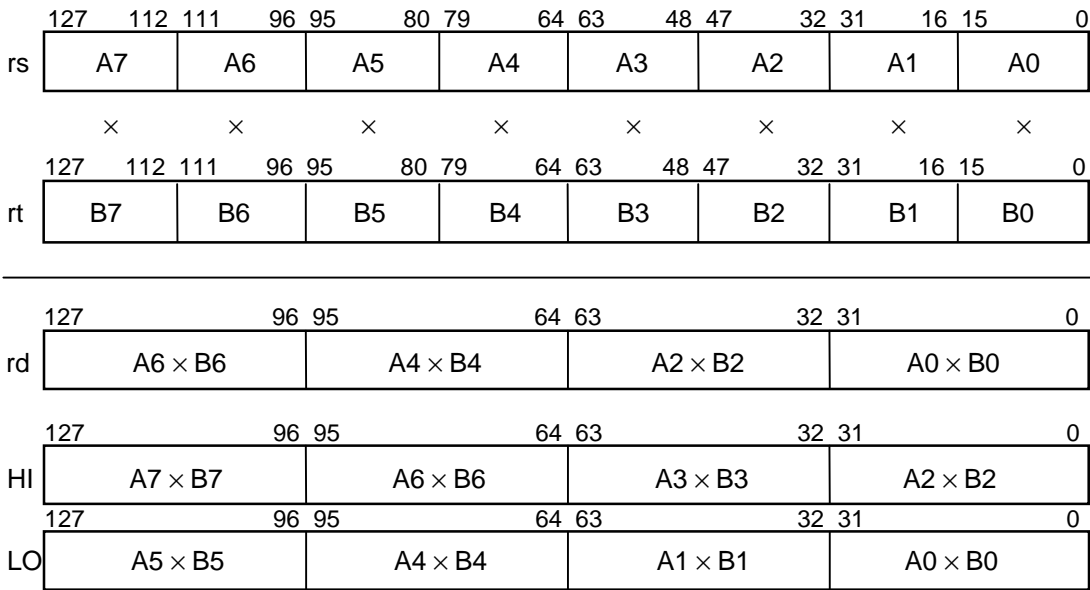 127 112 111 96 95 80 79 64 63 48 47 32 31 16 15 0
rs A7 A6 A5 A4 A3 A2 A1 A0
× × × × × × × ×
127 112 111 96 95 80 79 64 63 48 47 32 31 16 15 0
rt B7 B6 B5 B4 B3 B2 B1 B0
127 96 95 64 63 32 31 0
rd A6 × B6 A4 × B4 A2 × B2 A0 × B0
127 96 95 64 63 32 31 0
HI A7 × B7 A6 × B6 A3 × B3 A2 × B2
127 96 95 64 63 32 31 0
LO A5 × B5 A4 × B4 A1 × B1 A0 × B0